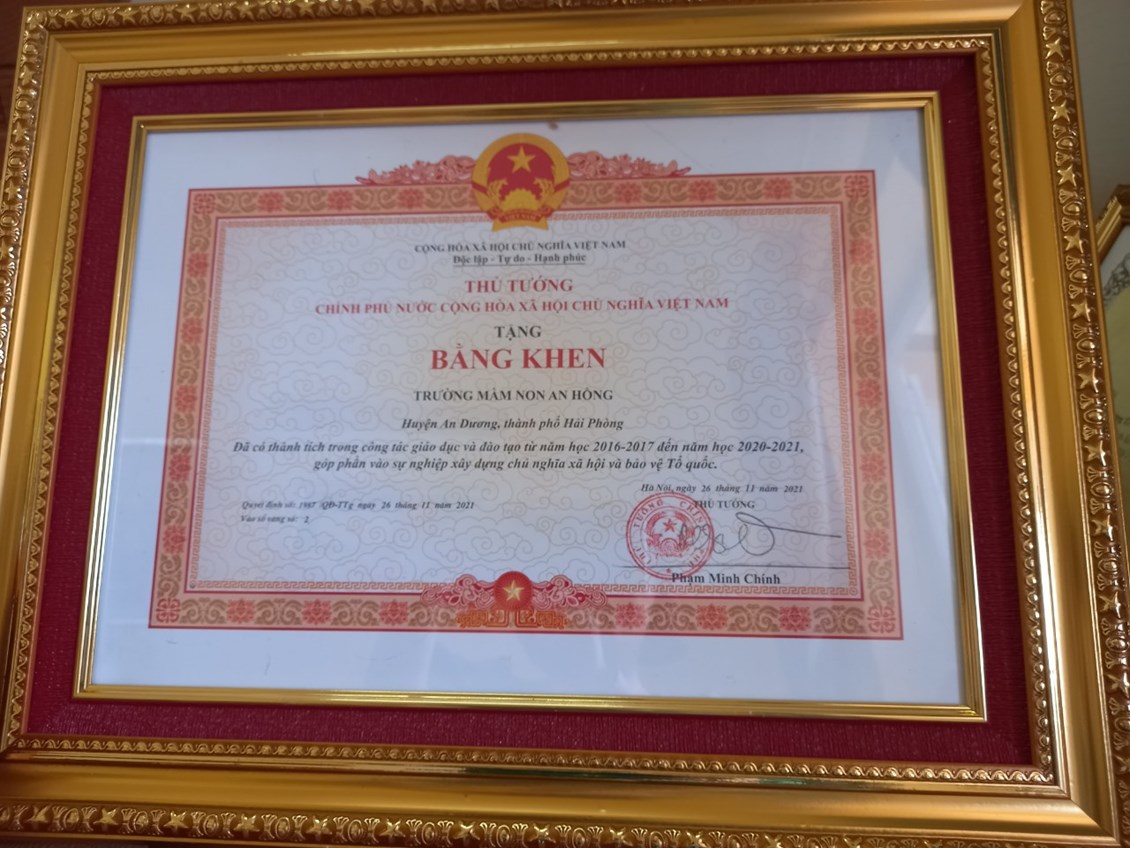 CỘNG HÒA XÃ HỘI CHỦ NGHĨA VIỆT NAM
Độc lập - Tự do - Hạnh phúc
THỦ TƯỚNG
CHÍNH PHỦ NƯỚC CỘNG HÒA XÃ HỘI CHỦ NGHĨA VIỆT NAM
TẶNG
BẰNG KHEN
TRƯỜNG MẦM NON AN HỒNG
Huyện An Dương, thành phố Hải Phòng
Đã có thành tích trong công tác giáo dục và đào tạo từ năm học 2016-2017 đến năm học 2020-2021,
góp phần vào sự nghiệp xây dựng chủ nghĩa xã hội và bảo vệ Tổ quốc.
Hà Nội, ngày 26 tháng 11 năm 2021
Quyết định số: 1987 /QĐ-TTg ngày 26 tháng 11 năm 2021
THỦ TƯỚNG
Vào sổ vàng số: 2
Phạm Minh Chính